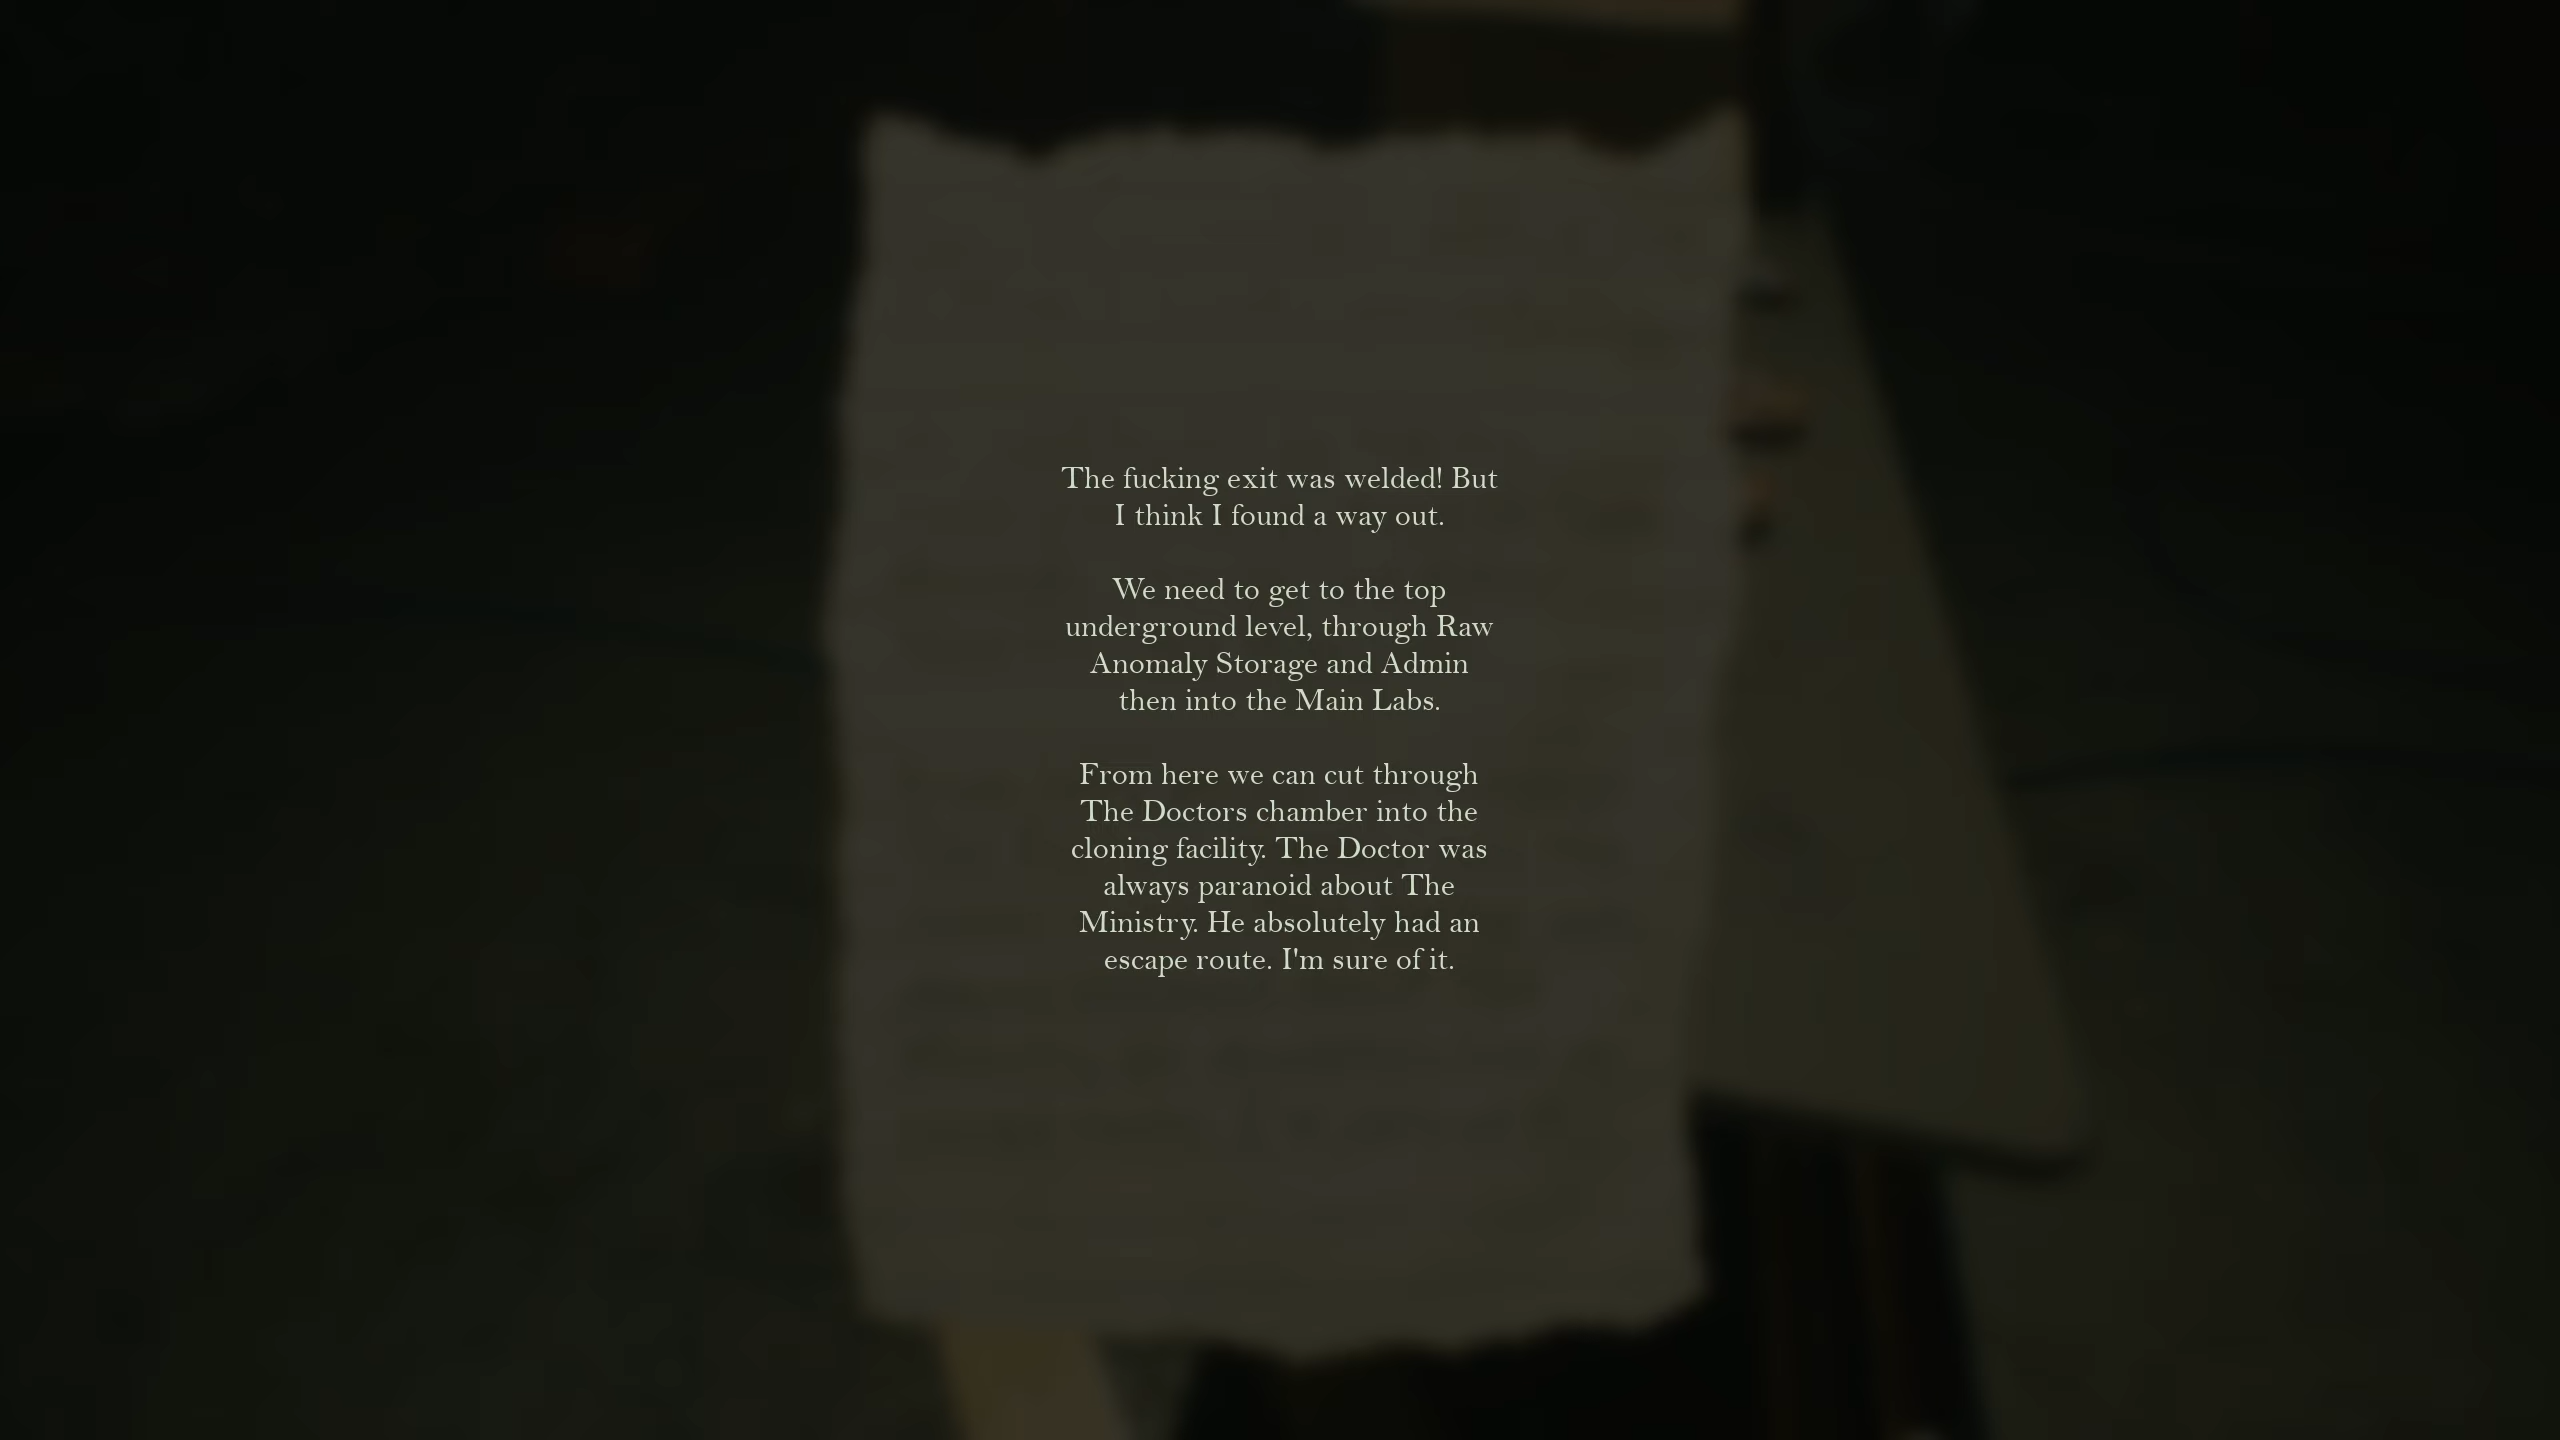 The fucking exit was welded! But
I think I found a way out.
We need to get to the top
underground level, through Raw
Anomaly Storage and Admin
then into the Main Labs.
From here we can cut through
The Doctors chamber into the
cloning facility. The Doctor was
always paranoid about The
Ministry. He absolutely had an
escape route. I'm sure of it.